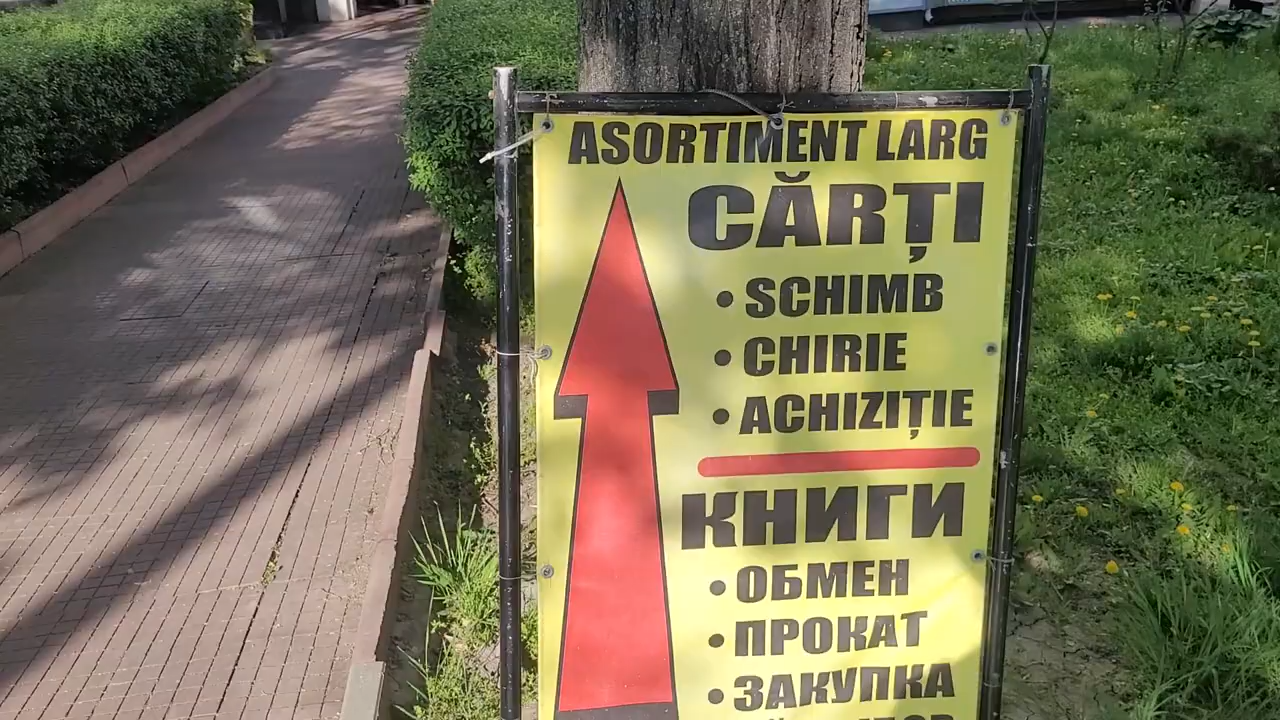 ASORTIMENT LARG
CĂRȚI
• SCHIMB
• CHIRIE
• ACHIZIȚIE
КНИГИ
• ОБМЕН
• ПРОКАТ
• ЗАКУПКА